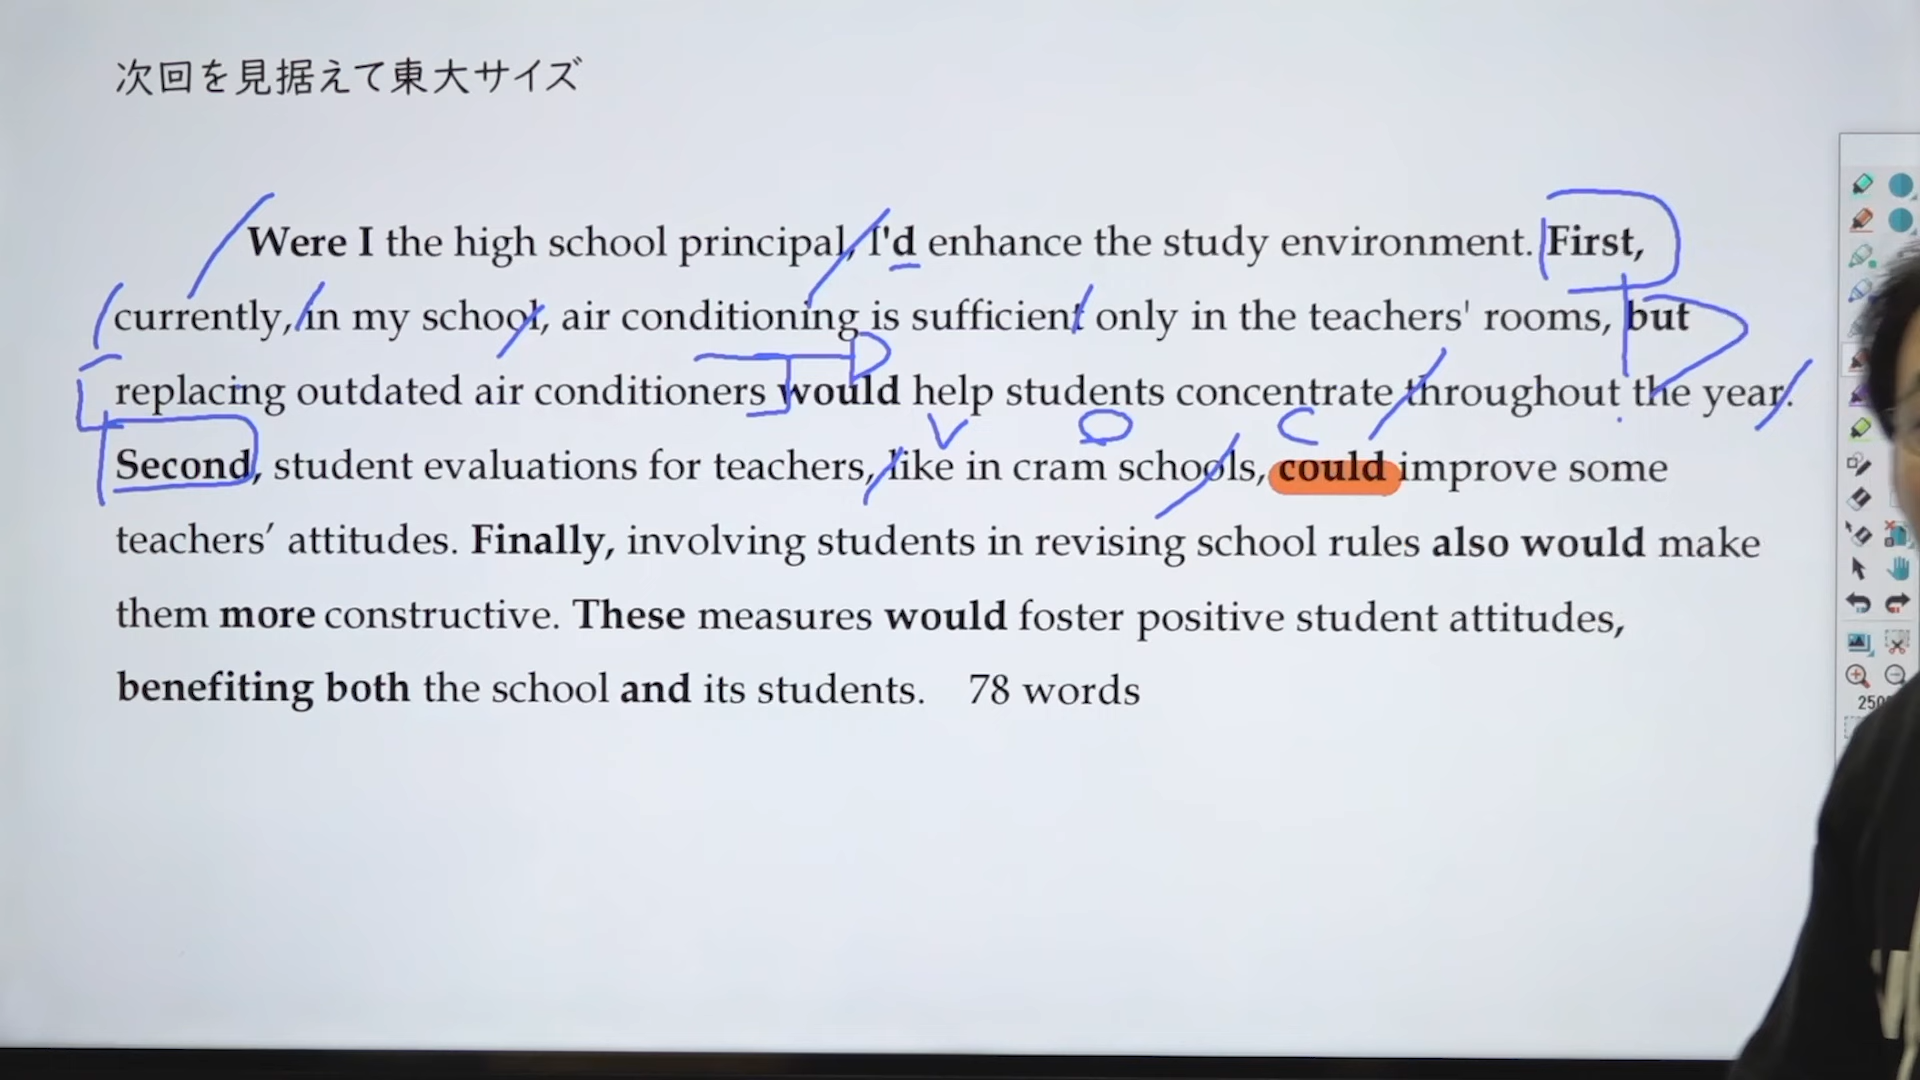 次回を見据えて東大サイズ
Were I the high school principal, I'd enhance the study environment. First,
currently, in my school, air conditioning is sufficient only in the teachers' rooms, but
replacing outdated air conditioners would help students concentrate throughout the year.
V O C
Second, student evaluations for teachers, like in cram schools, could improve some
teachers’ attitudes. Finally, involving students in revising school rules also would make
them more constructive. These measures would foster positive student attitudes,
benefiting both the school and its students. 78 words